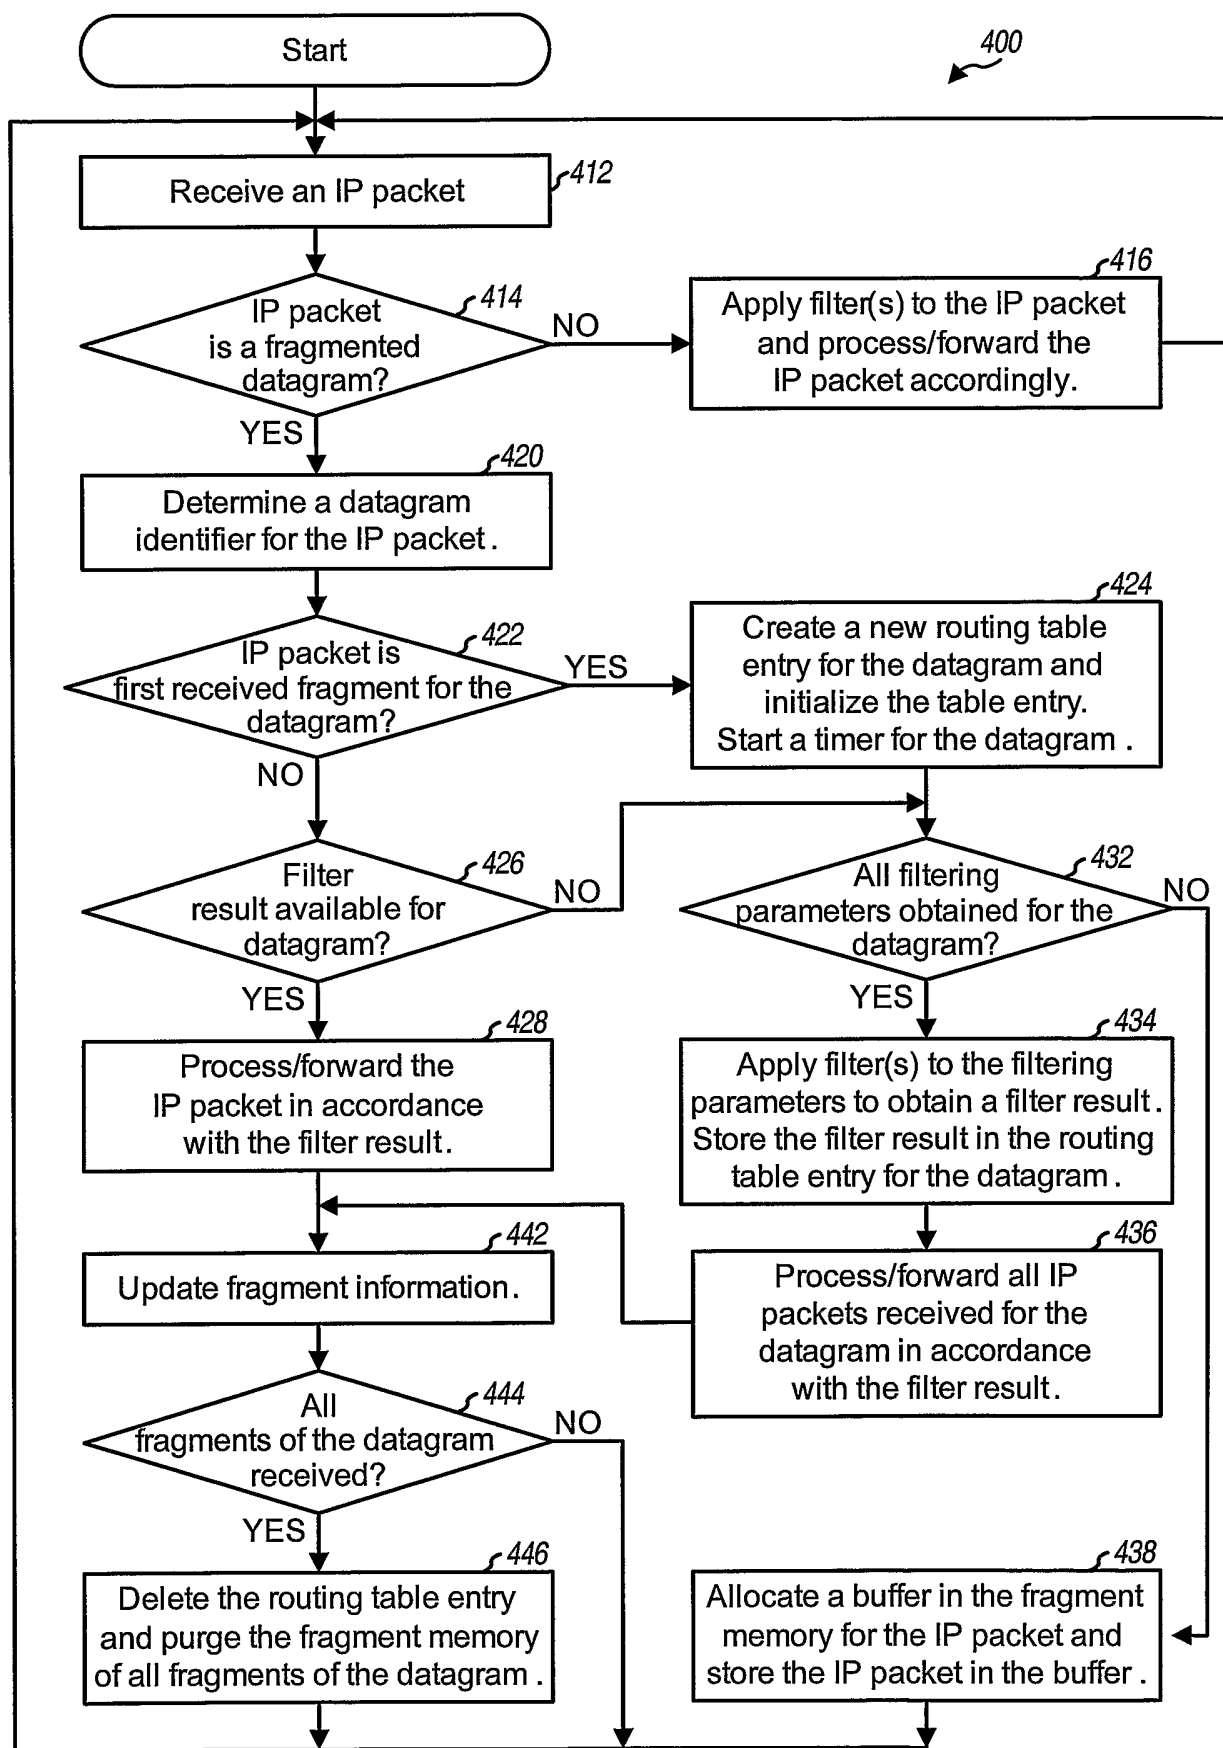 Start
400
Receive an IP packet
412
IP packet
is a fragmented
datagram?
414
NO
YES
Apply filter(s) to the IP packet
and process/forward the
IP packet accordingly.
416
Determine a datagram
identifier for the IP packet.
420
IP packet is
first received fragment for the
datagram?
422
YES
NO
Create a new routing table
entry for the datagram and
initialize the table entry.
Start a timer for the datagram.
424
Filter
result available for
datagram?
426
NO
YES
All filtering
parameters obtained for the
datagram?
432
NO
YES
Process/forward the
IP packet in accordance
with the filter result.
428
Apply filter(s) to the filtering
parameters to obtain a filter result.
Store the filter result in the routing
table entry for the datagram.
434
Update fragment information.
442
Process/forward all IP
packets received for the
datagram in accordance
with the filter result.
436
All
fragments of the datagram
received?
444
NO
YES
Delete the routing table entry
and purge the fragment memory
of all fragments of the datagram.
446
Allocate a buffer in the fragment
memory for the IP packet and
store the IP packet in the buffer.
438